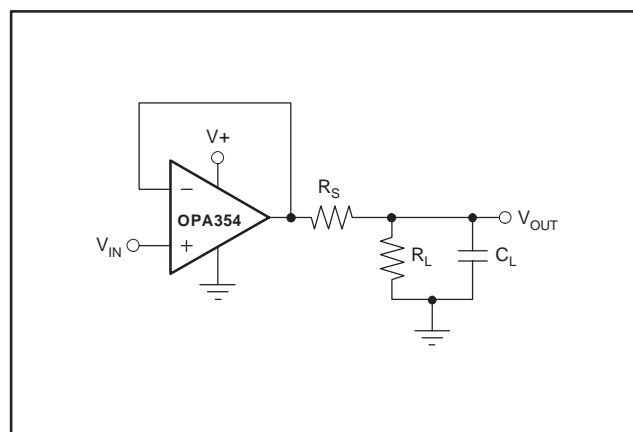 V+
R_S
−
OPA354
V_OUT
V_IN
+
R_L
C_L